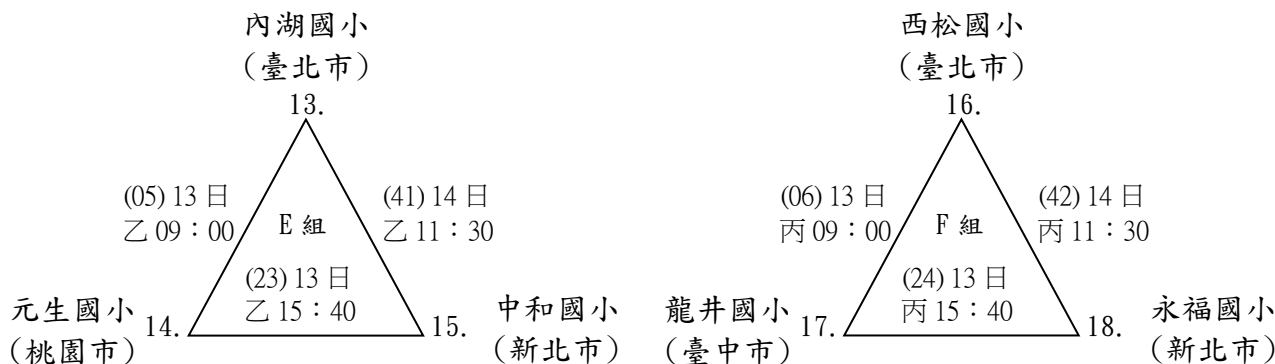 內湖國小
(臺北市)
13.
(05) 13 日
乙 09：00
(41) 14 日
乙 11：30
E 組
(23) 13 日
乙 15：40
元生國小
(桃園市)
14.
15.
中和國小
(新北市)
西松國小
(臺北市)
16.
(06) 13 日
丙 09：00
(42) 14 日
丙 11：30
F 組
(24) 13 日
丙 15：40
龍井國小
(臺中市)
17.
18.
永福國小
(新北市)